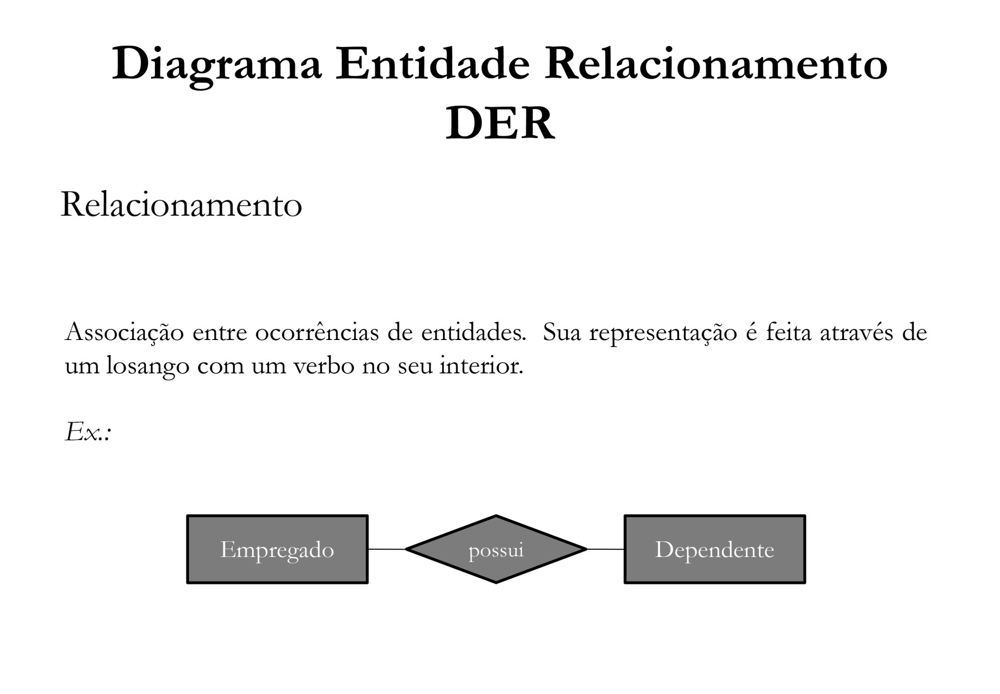 Diagrama Entidade Relacionamento
DER
Relacionamento
Associação entre ocorrências de entidades. Sua representação é feita através de
um losango com um verbo no seu interior.
Ex.:
Empregado
possui
Dependente